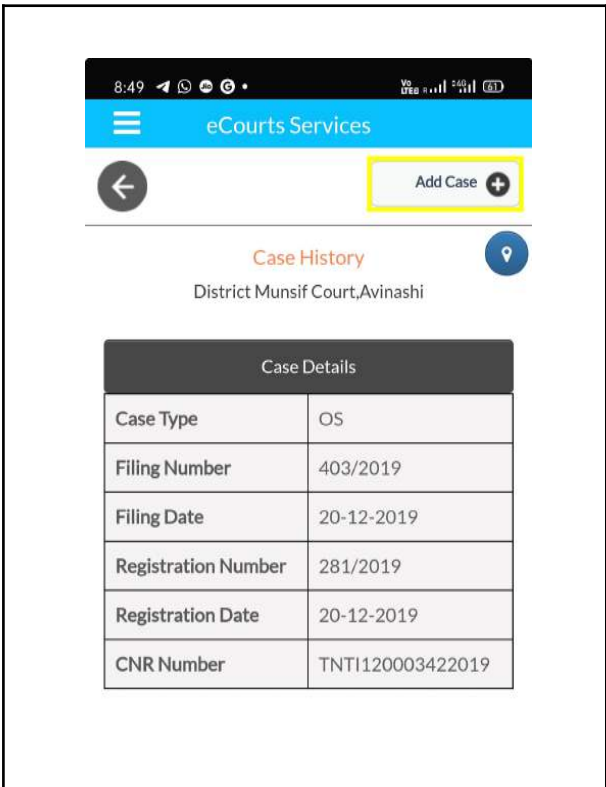 8:49
eCourts Services
Add Case
Case History
District Munsif Court,Avinashi
Case Details
Case Type OS
Filing Number 403/2019
Filing Date 20-12-2019
Registration Number 281/2019
Registration Date 20-12-2019
CNR Number TNTI120003422019